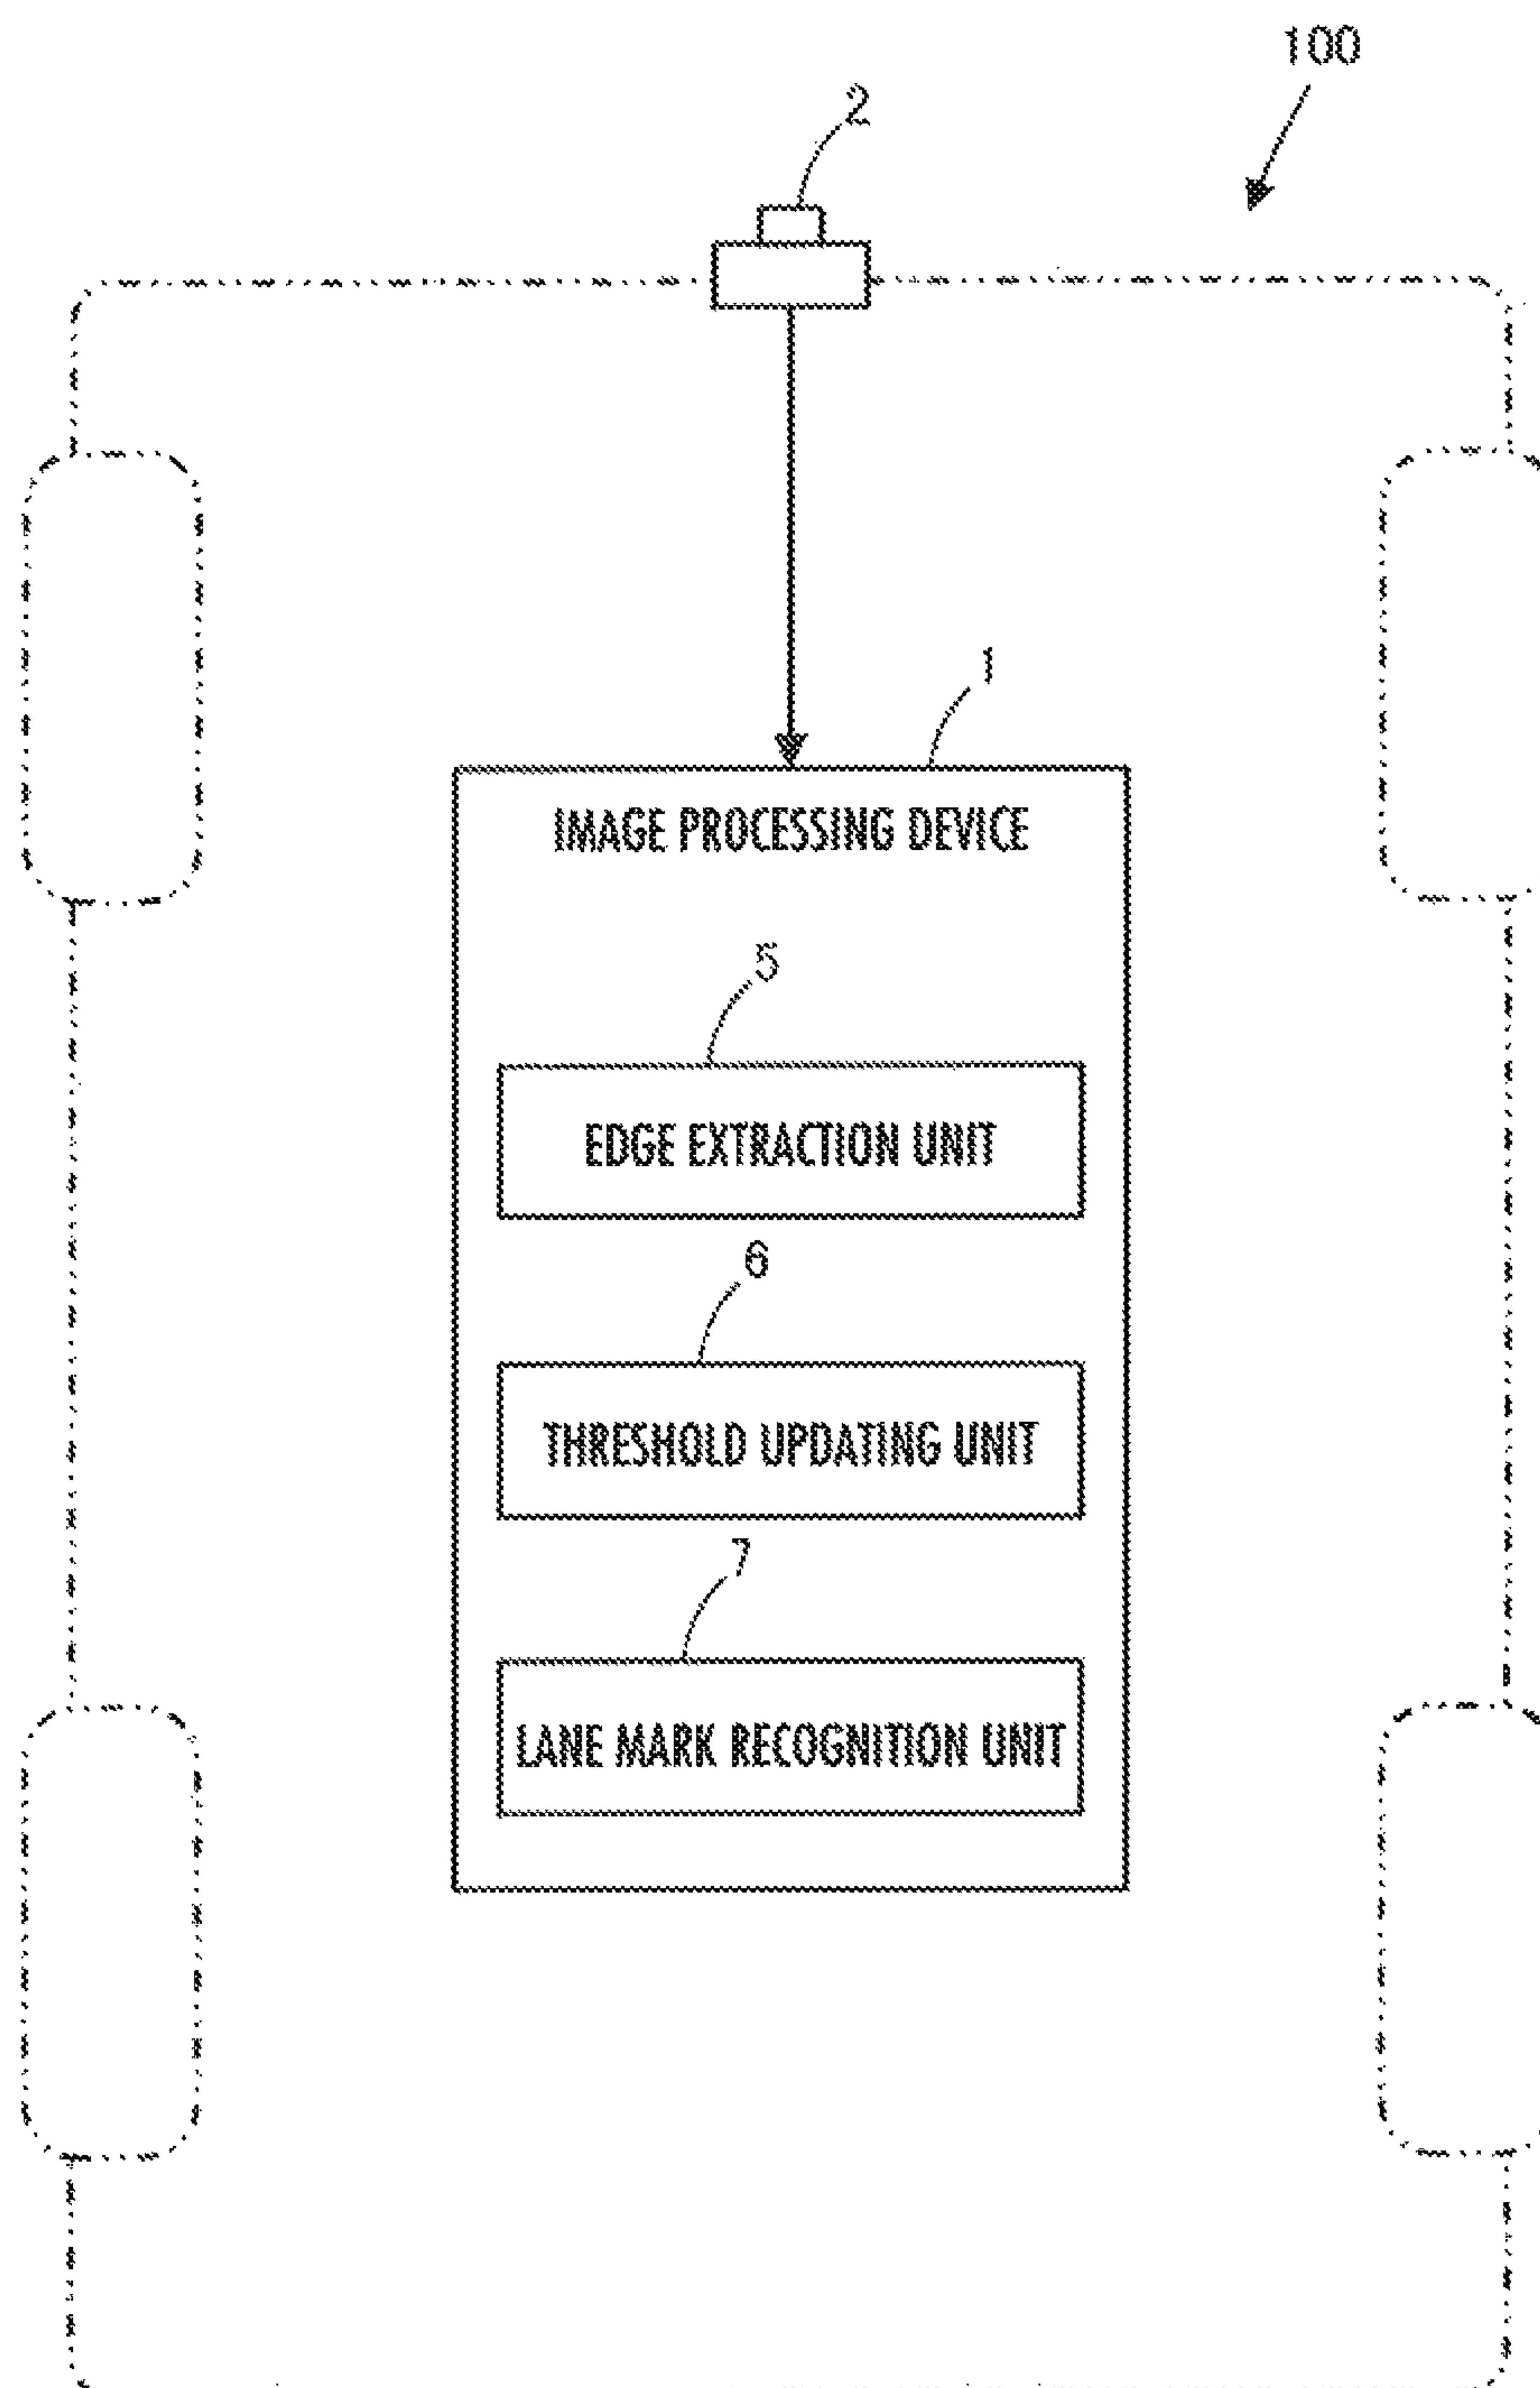 100
2
1
IMAGE PROCESSING DEVICE
5
EDGE EXTRACTION UNIT
6
THRESHOLD UPDATING UNIT
7
LANE MARK RECOGNITION UNIT